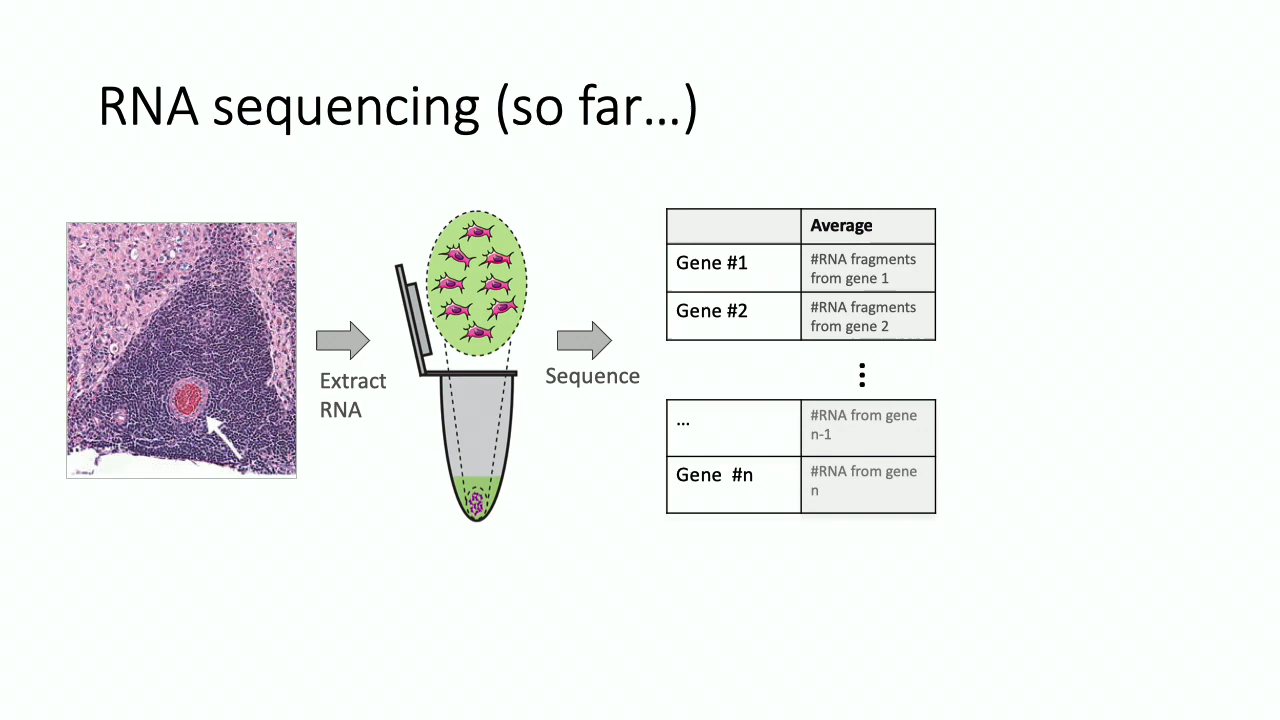 RNA sequencing (so far...)
Extract
RNA
Sequence
Average
Gene #1
#RNA fragments
from gene 1
Gene #2
#RNA fragments
from gene 2
...
#RNA from gene
n-1
Gene #n
#RNA from gene
n